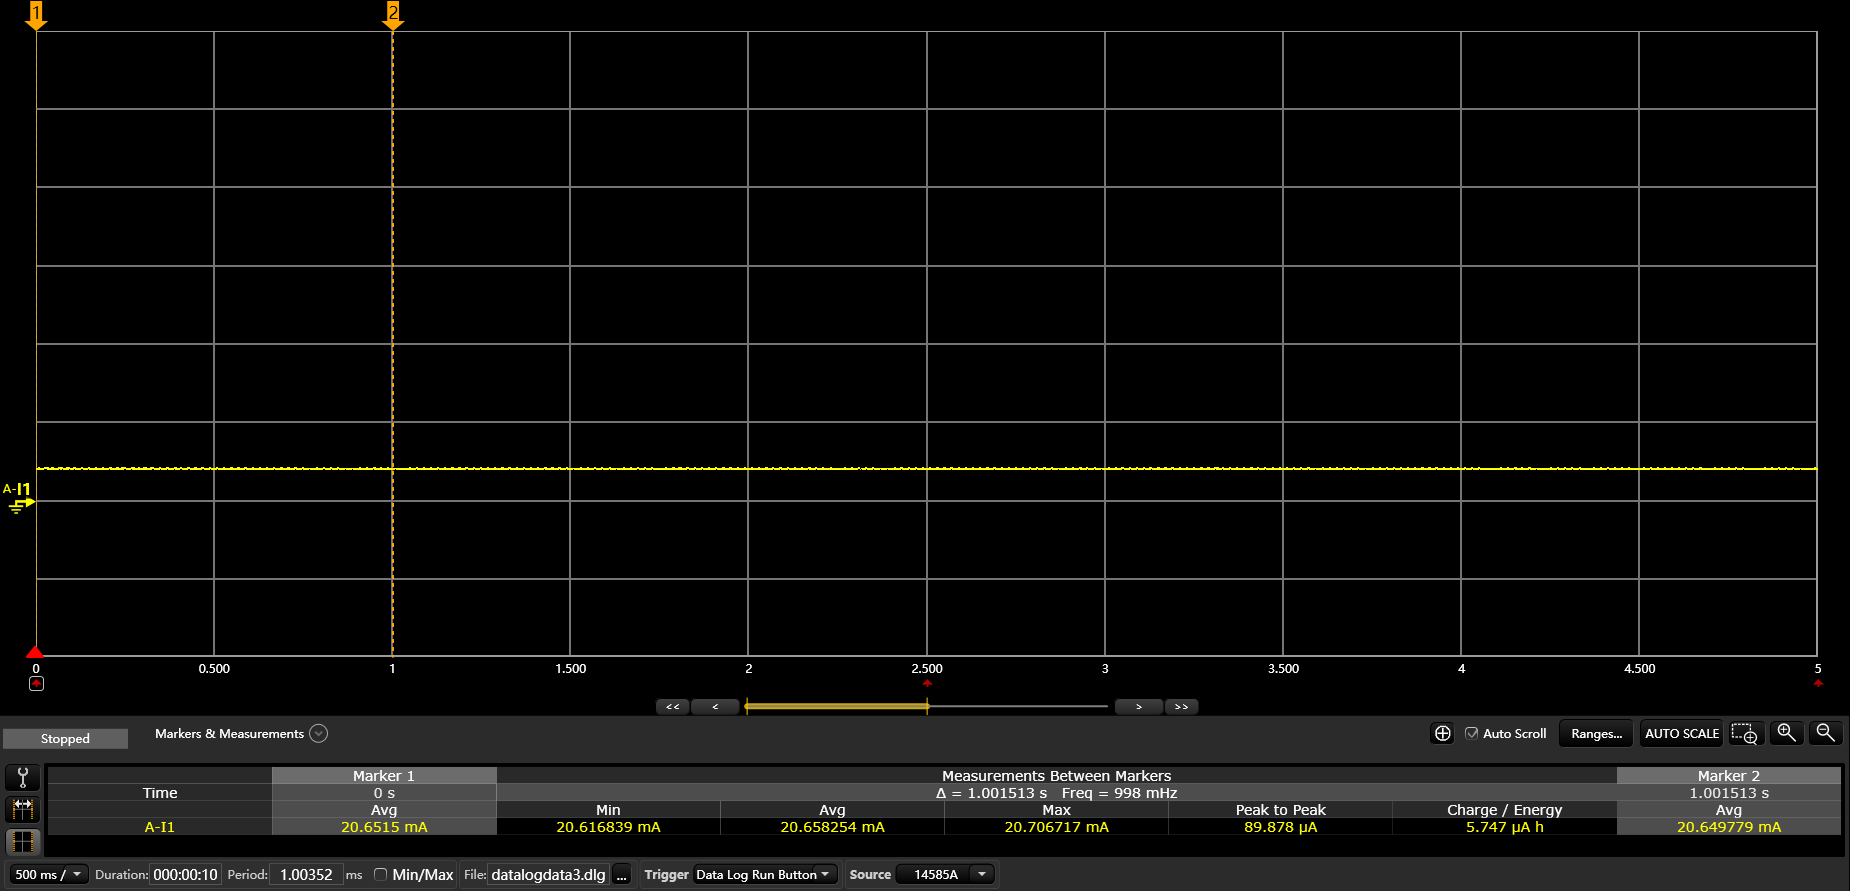 1 2
A-I1
0 0.500 1 1.500 2 2.500 3 3.500 4 4.500 5
<< < > >>
Stopped Markers & Measurements Auto Scroll Ranges... AUTO SCALE
Marker 1 Measurements Between Markers Marker 2
Time 0 s Δ = 1.001513 s Freq = 998 mHz 1.001513 s
Avg Min Avg Max Peak to Peak Charge / Energy Avg
A-I1 20.6515 mA 20.616839 mA 20.658254 mA 20.706717 mA 89.878 µA 5.747 µA h 20.649779 mA
500 ms / Duration: 000:00:10 Period: 1.00352 ms Min/Max File: datalogdata3.dlg ... Trigger Data Log Run Button Source 14585A